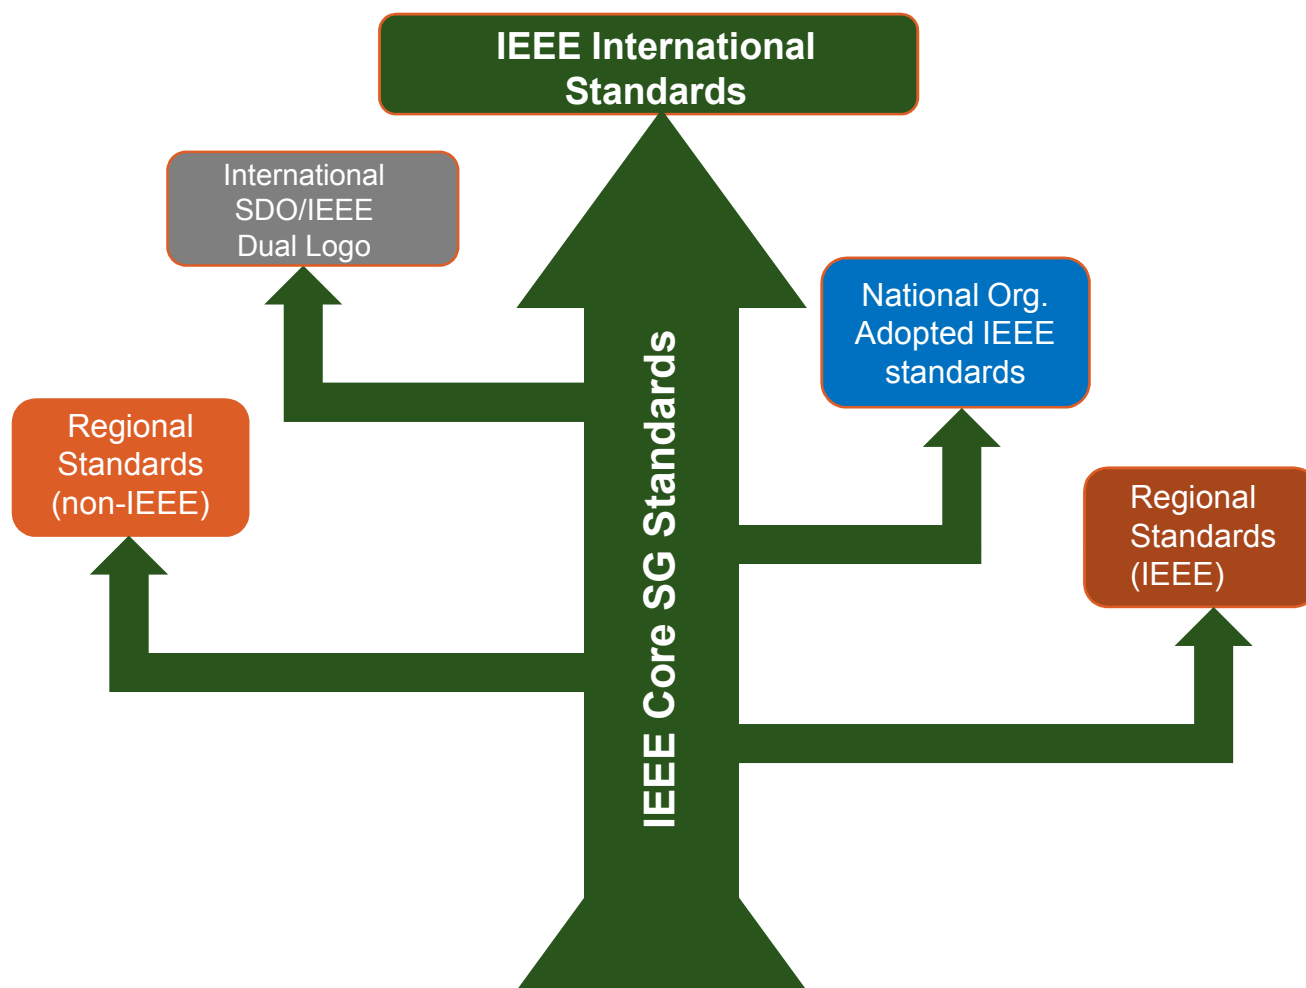 IEEE International
Standards
International
SDO/IEEE
Dual Logo
National Org.
Adopted IEEE
standards
Regional
Standards
(non-IEEE)
Regional
Standards
(IEEE)
IEEE Core SG Standards